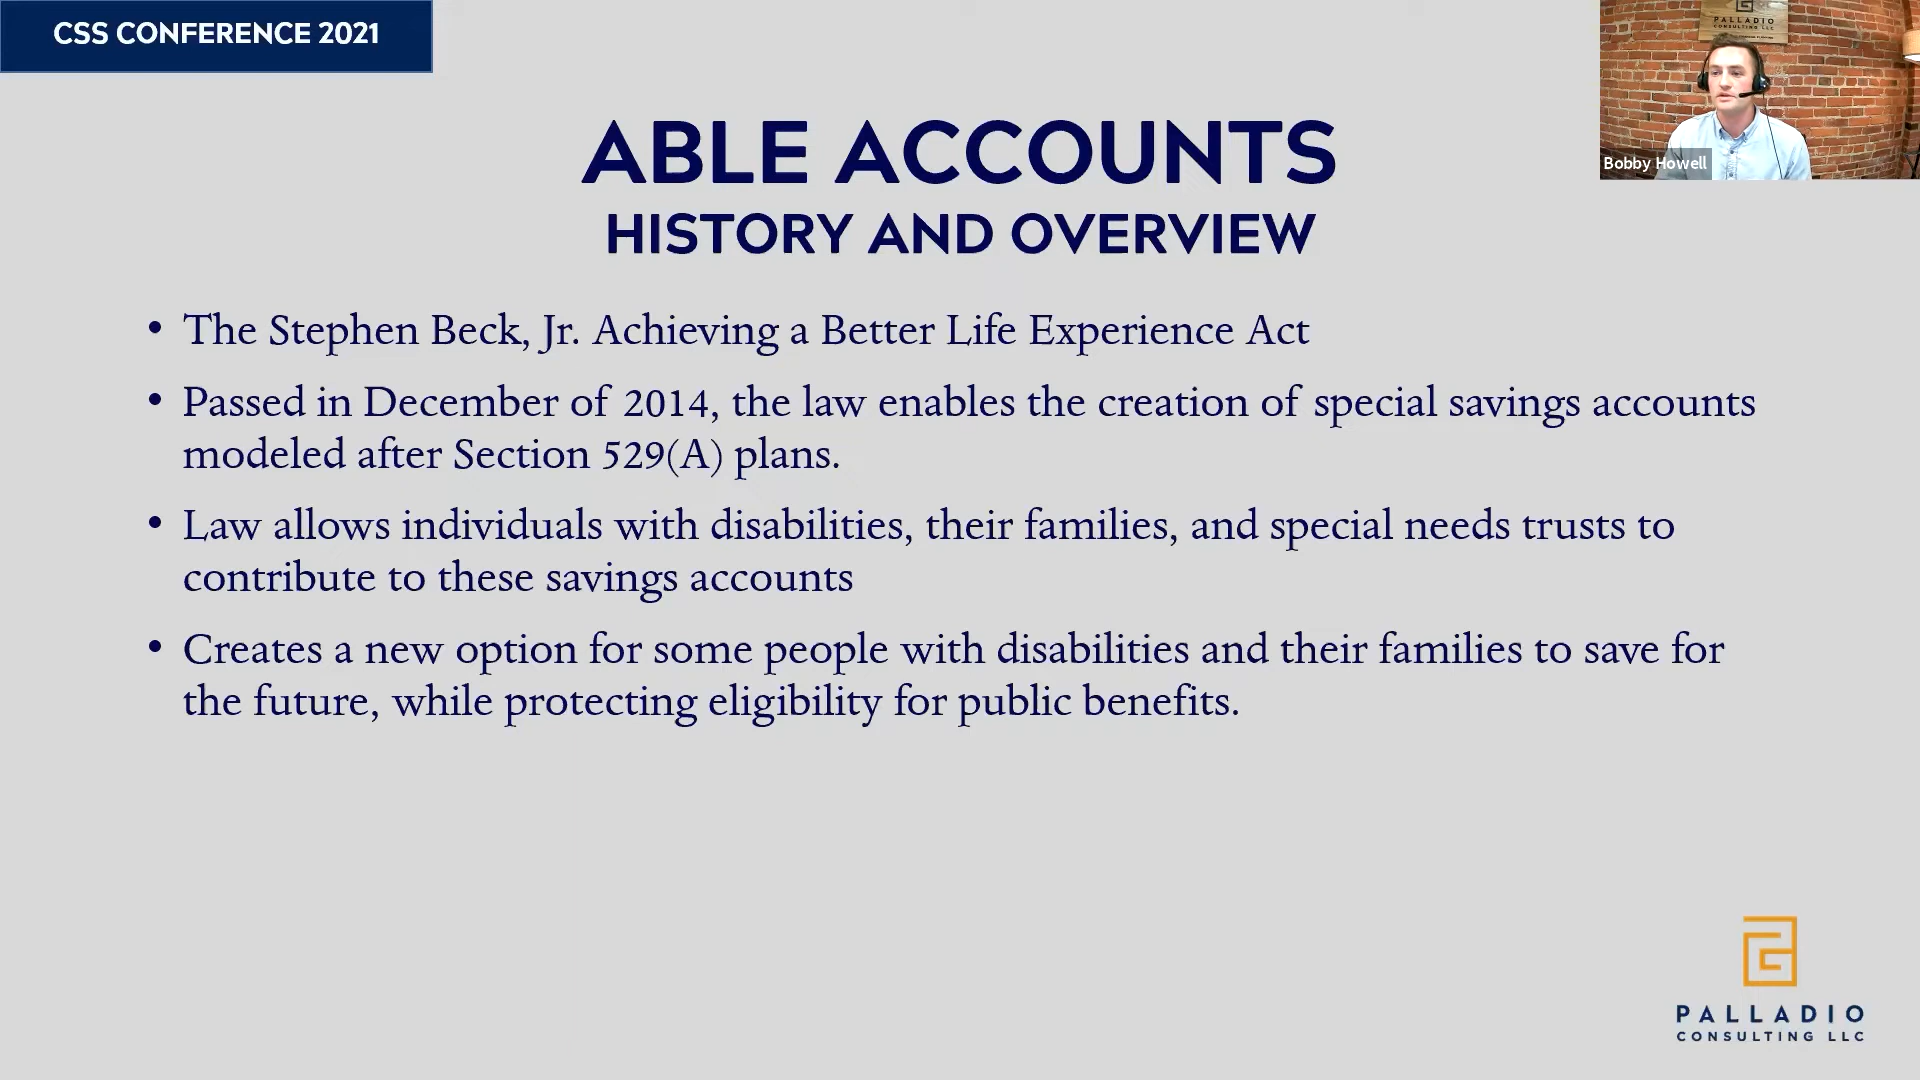 CSS CONFERENCE 2021
PALLADIO
CONSULTING LLC
Bobby Howell
ABLE ACCOUNTS
HISTORY AND OVERVIEW
• The Stephen Beck, Jr. Achieving a Better Life Experience Act
• Passed in December of 2014, the law enables the creation of special savings accounts
modeled after Section 529(A) plans.
• Law allows individuals with disabilities, their families, and special needs trusts to
contribute to these savings accounts
• Creates a new option for some people with disabilities and their families to save for
the future, while protecting eligibility for public benefits.
PALLADIO
CONSULTING LLC